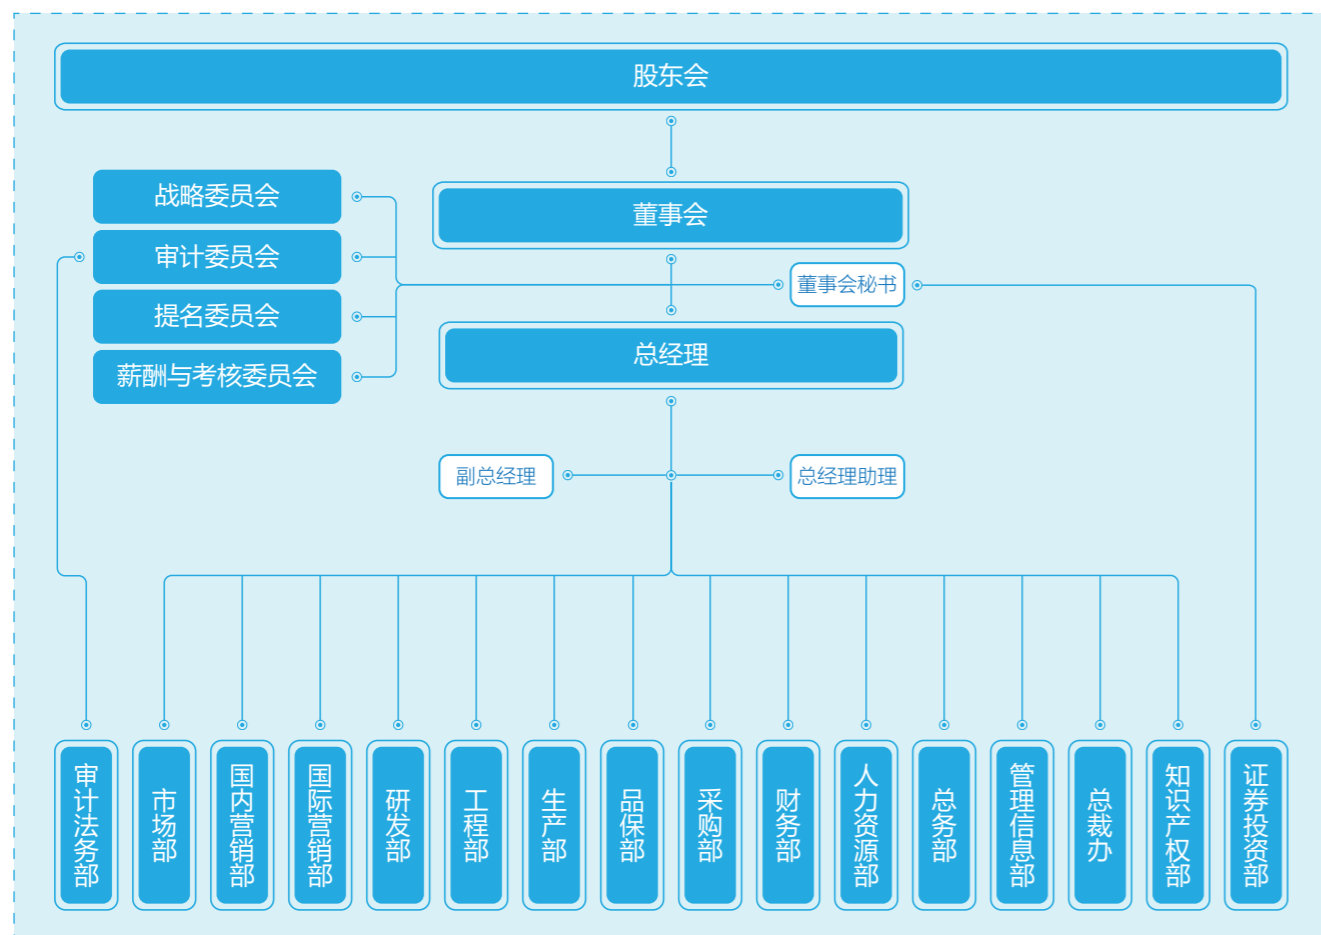 股东会
战略委员会
董事会
审计委员会
董事会秘书
提名委员会
总经理
薪酬与考核委员会
副总经理
总经理助理
审计法务部
市场部
国内营销部
国际营销部
研发部
工程部
生产部
品保部
采购部
财务部
人力资源部
总务部
管理信息部
总裁办
知识产权部
证券投资部